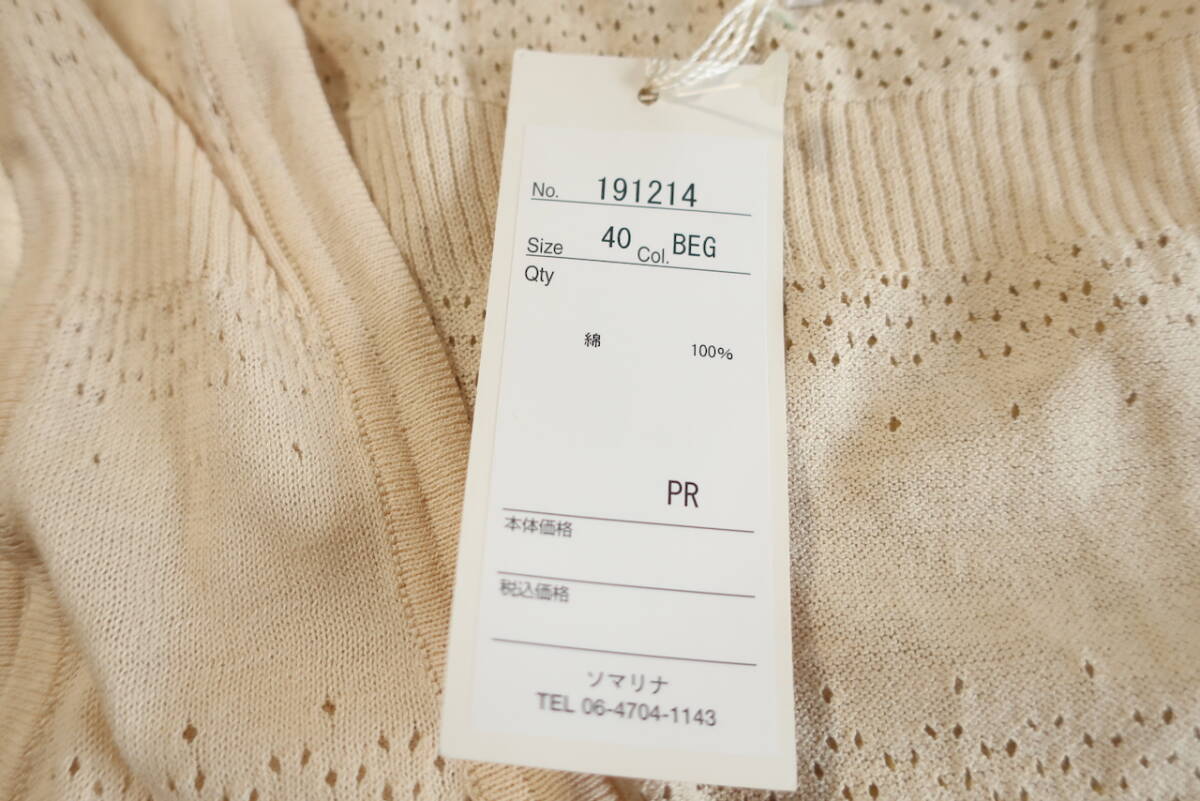 No. 191214
Size 40 Col. BEG
Qty
綿 100%
PR
本体価格
税込価格
ソマリナ
TEL 06-4704-1143